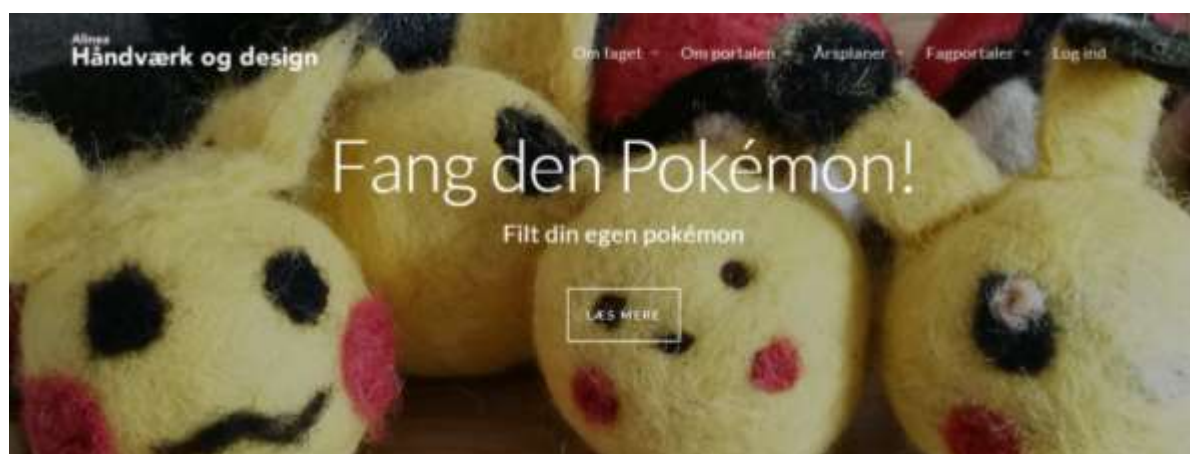 Alinea
Håndværk og design
Om faget Om portalen Årsplaner Fagportaler Log ind
Fang den Pokémon!
Filt din egen pokémon
LÆS MERE